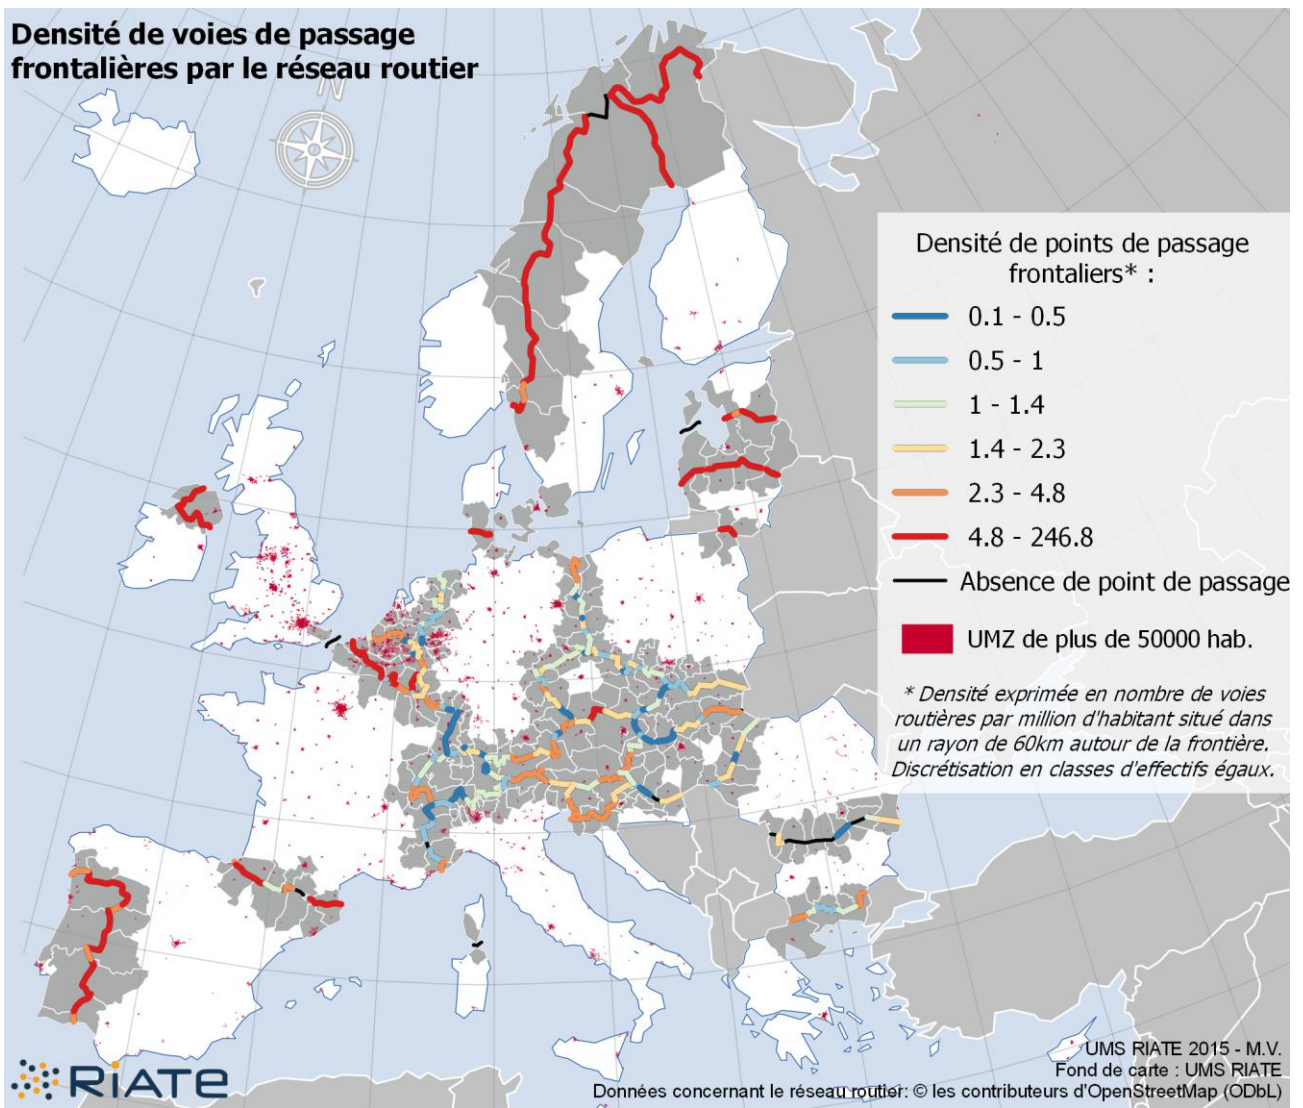 Densité de voies de passage
frontalières par le réseau routier
N
Densité de points de passage
frontaliers* :
0.1 - 0.5
0.5 - 1
1 - 1.4
1.4 - 2.3
2.3 - 4.8
4.8 - 246.8
Absence de point de passage
UMZ de plus de 50000 hab.
* Densité exprimée en nombre de voies
routières par million d'habitant situé dans
un rayon de 60km autour de la frontière.
Discrétisation en classes d'effectifs égaux.
RIATE
UMS RIATE 2015 - M.V.
Fond de carte : UMS RIATE
Données concernant le réseau routier: © les contributeurs d'OpenStreetMap (ODbL)